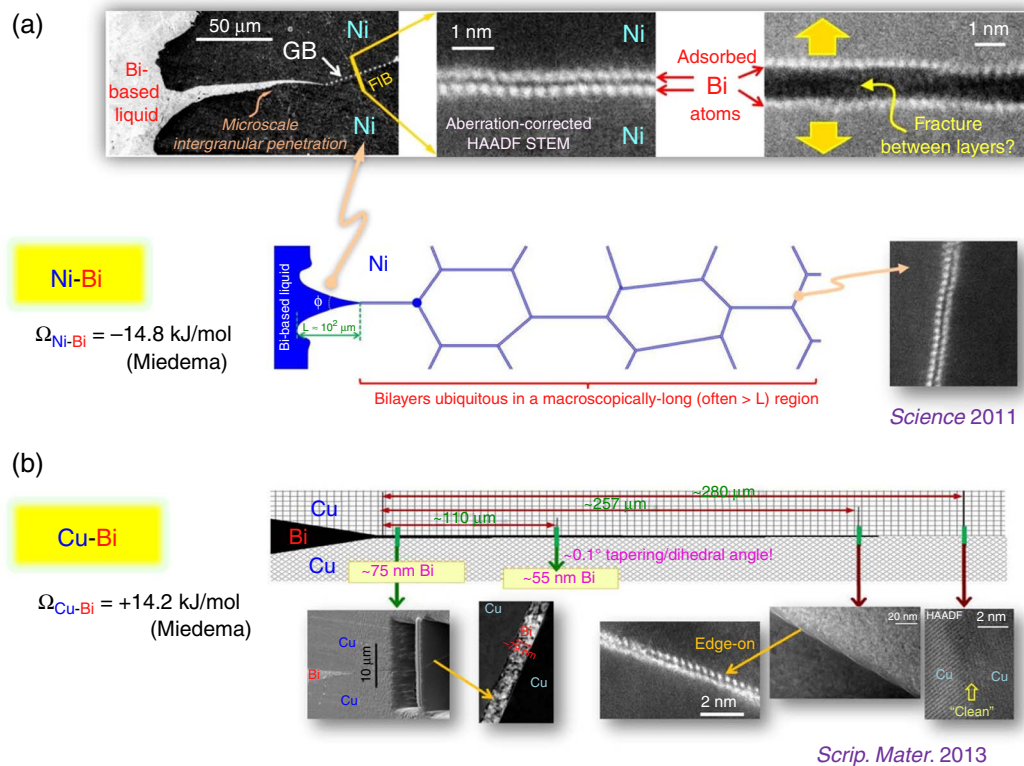 (a)
50 µm
Ni
GB
FIB
Bi-
based
liquid
Ni
Microscale
intergranular penetration
1 nm
Ni
Aberration-corrected
HAADF STEM
Ni
Adsorbed
Bi
atoms
1 nm
Fracture
between layers?
Ni-Bi
ΩNi-Bi = –14.8 kJ/mol
(Miedema)
Bi-based liquid
ϕ
L ~ 10² µm
Ni
Bilayers ubiquitous in a macroscopically-long (often > L) region
Science 2011
(b)
Cu-Bi
ΩCu-Bi = +14.2 kJ/mol
(Miedema)
Cu
Bi
Cu
~280 µm
~257 µm
~110 µm
~0.1° tapering/dihedral angle!
~75 nm Bi
~55 nm Bi
Cu
Bi
Cu
10 µm
Cu
Bi
Cu
Edge-on
2 nm
20 nm
HAADF
2 nm
Cu
Cu
"Clean"
Scrip. Mater. 2013